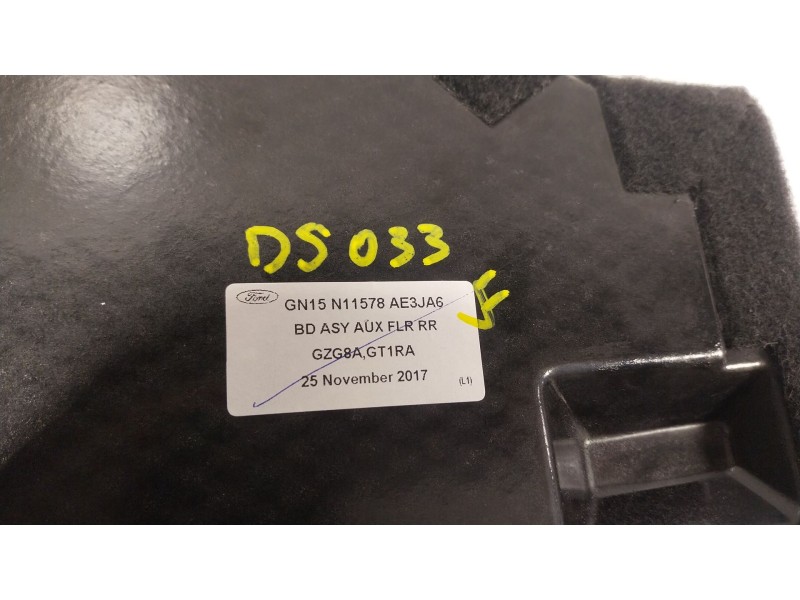 DS 033
Ford
GN15 N11578 AE3JA6
BD ASY AUX FLR RR
GZG8A,GT1RA
25 November 2017
(L1)